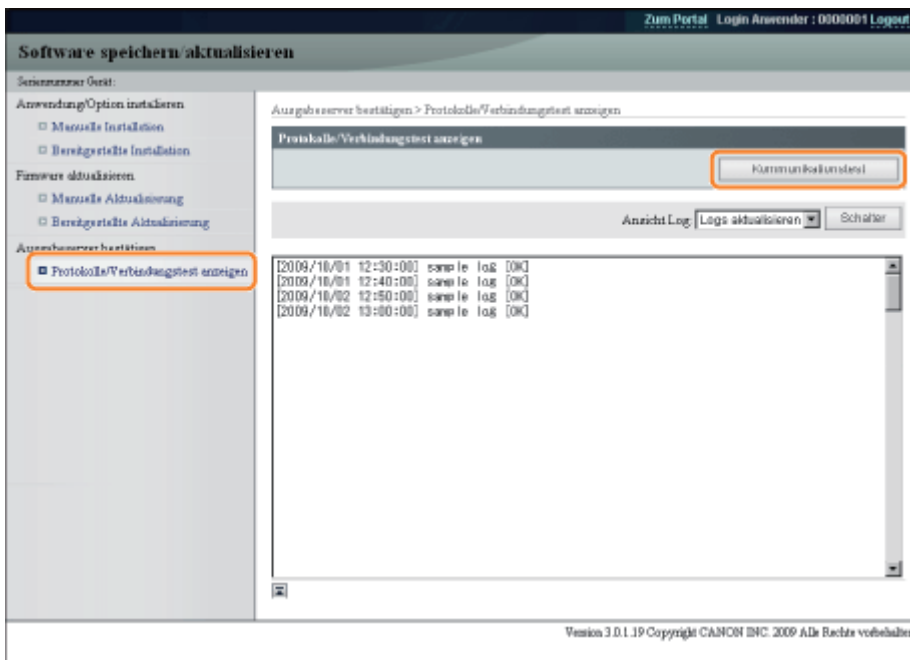 Zum Portal Login Anwender : 0000001 Logout
Software speichern/aktualisieren
Seriennummer Gerät:
Anwendung/Option installieren
Manuelle Installation
Bereitgestellte Installation
Firmware aktualisieren
Manuelle Aktualisierung
Bereitgestellte Aktualisierung
Ausgabeserver bestätigen
Protokolle/Verbindungstest anzeigen
Ausgabeserver bestätigen > Protokolle/Verbindungstest anzeigen
Protokolle/Verbindungstest anzeigen
Kommunikationstest
Ansicht Log: Logs aktualisieren Schalter
[2009/10/01 12:30:00] sample log [OK]
[2009/10/01 12:40:00] sample log [OK]
[2009/10/02 12:50:00] sample log [OK]
[2009/10/02 13:00:00] sample log [OK]
Version 3.0.1.19 Copyright CANON INC. 2009 Alle Rechte vorbehalten